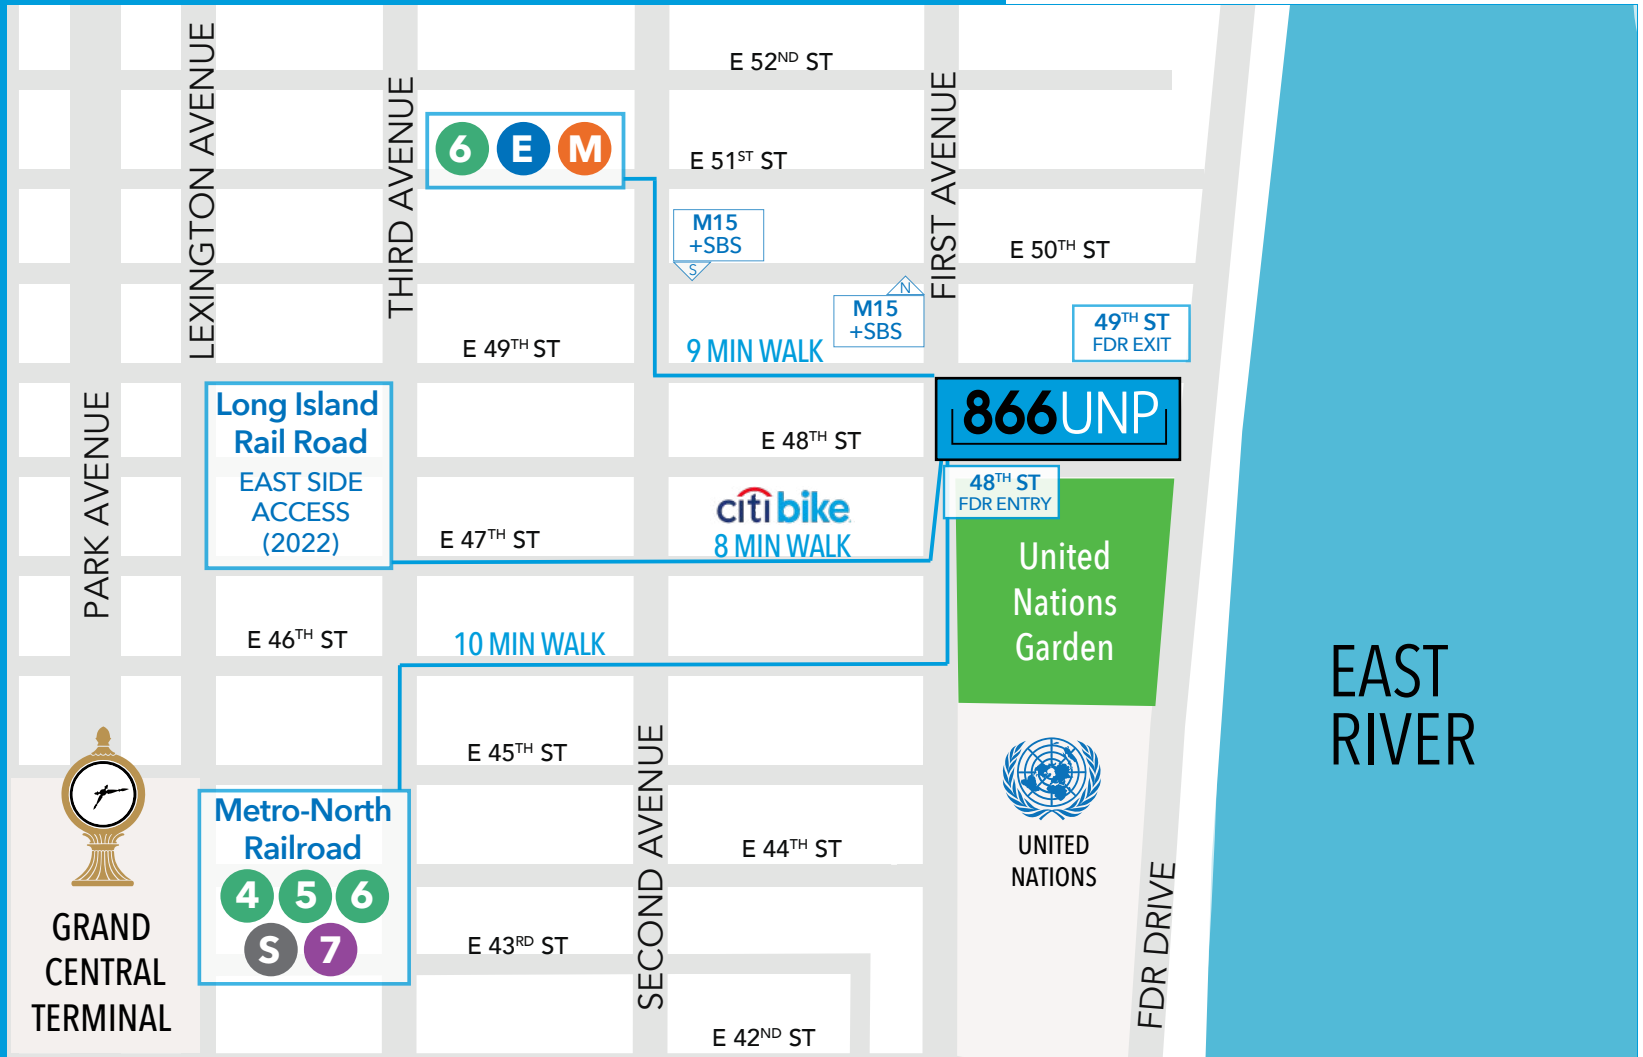 E 52ND ST
LEXINGTON AVENUE
THIRD AVENUE
FIRST AVENUE
6 E M
E 51ST ST
M15
+SBS
S
E 50TH ST
N
M15
+SBS
49TH ST
FDR EXIT
E 49TH ST
9 MIN WALK
PARK AVENUE
Long Island
Rail Road
EAST SIDE
ACCESS
(2022)
866UNP
E 48TH ST
48TH ST
FDR ENTRY
citi bike
8 MIN WALK
E 47TH ST
United
Nations
Garden
E 46TH ST
10 MIN WALK
EAST
RIVER
E 45TH ST
SECOND AVENUE
Metro-North
Railroad
4 5 6
S 7
UNITED
NATIONS
E 44TH ST
FDR DRIVE
GRAND
CENTRAL
TERMINAL
E 43RD ST
E 42ND ST